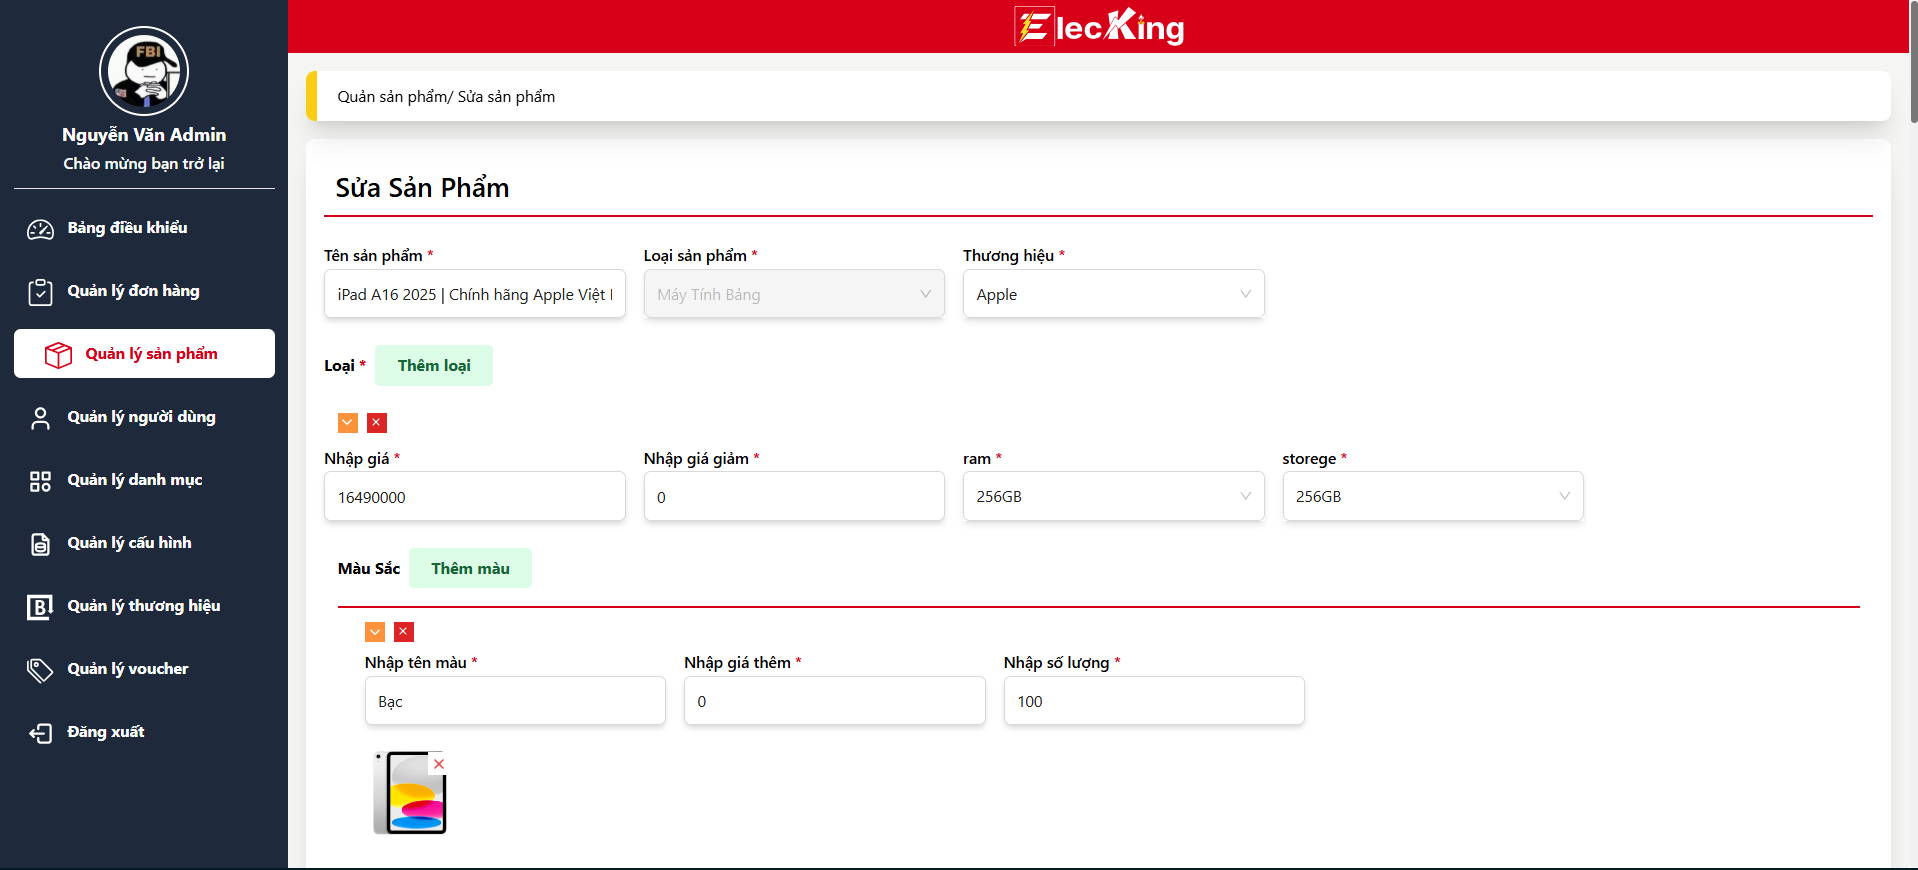 FBI
Nguyễn Văn Admin
Chào mừng bạn trở lại
Bảng điều khiểu
Quản lý đơn hàng
Quản lý sản phẩm
Quản lý người dùng
Quản lý danh mục
Quản lý cấu hình
Quản lý thương hiệu
Quản lý voucher
Đăng xuất
ElecKing
Quản sản phẩm/ Sửa sản phẩm
Sửa Sản Phẩm
Tên sản phẩm *
Loại sản phẩm *
Thương hiệu *
iPad A16 2025 | Chính hãng Apple Việt
Máy Tính Bảng
Apple
Loại *
Thêm loại
Nhập giá *
Nhập giá giảm *
ram *
storege *
16490000
0
256GB
256GB
Màu Sắc
Thêm màu
Nhập tên màu *
Nhập giá thêm *
Nhập số lượng *
Bạc
0
100